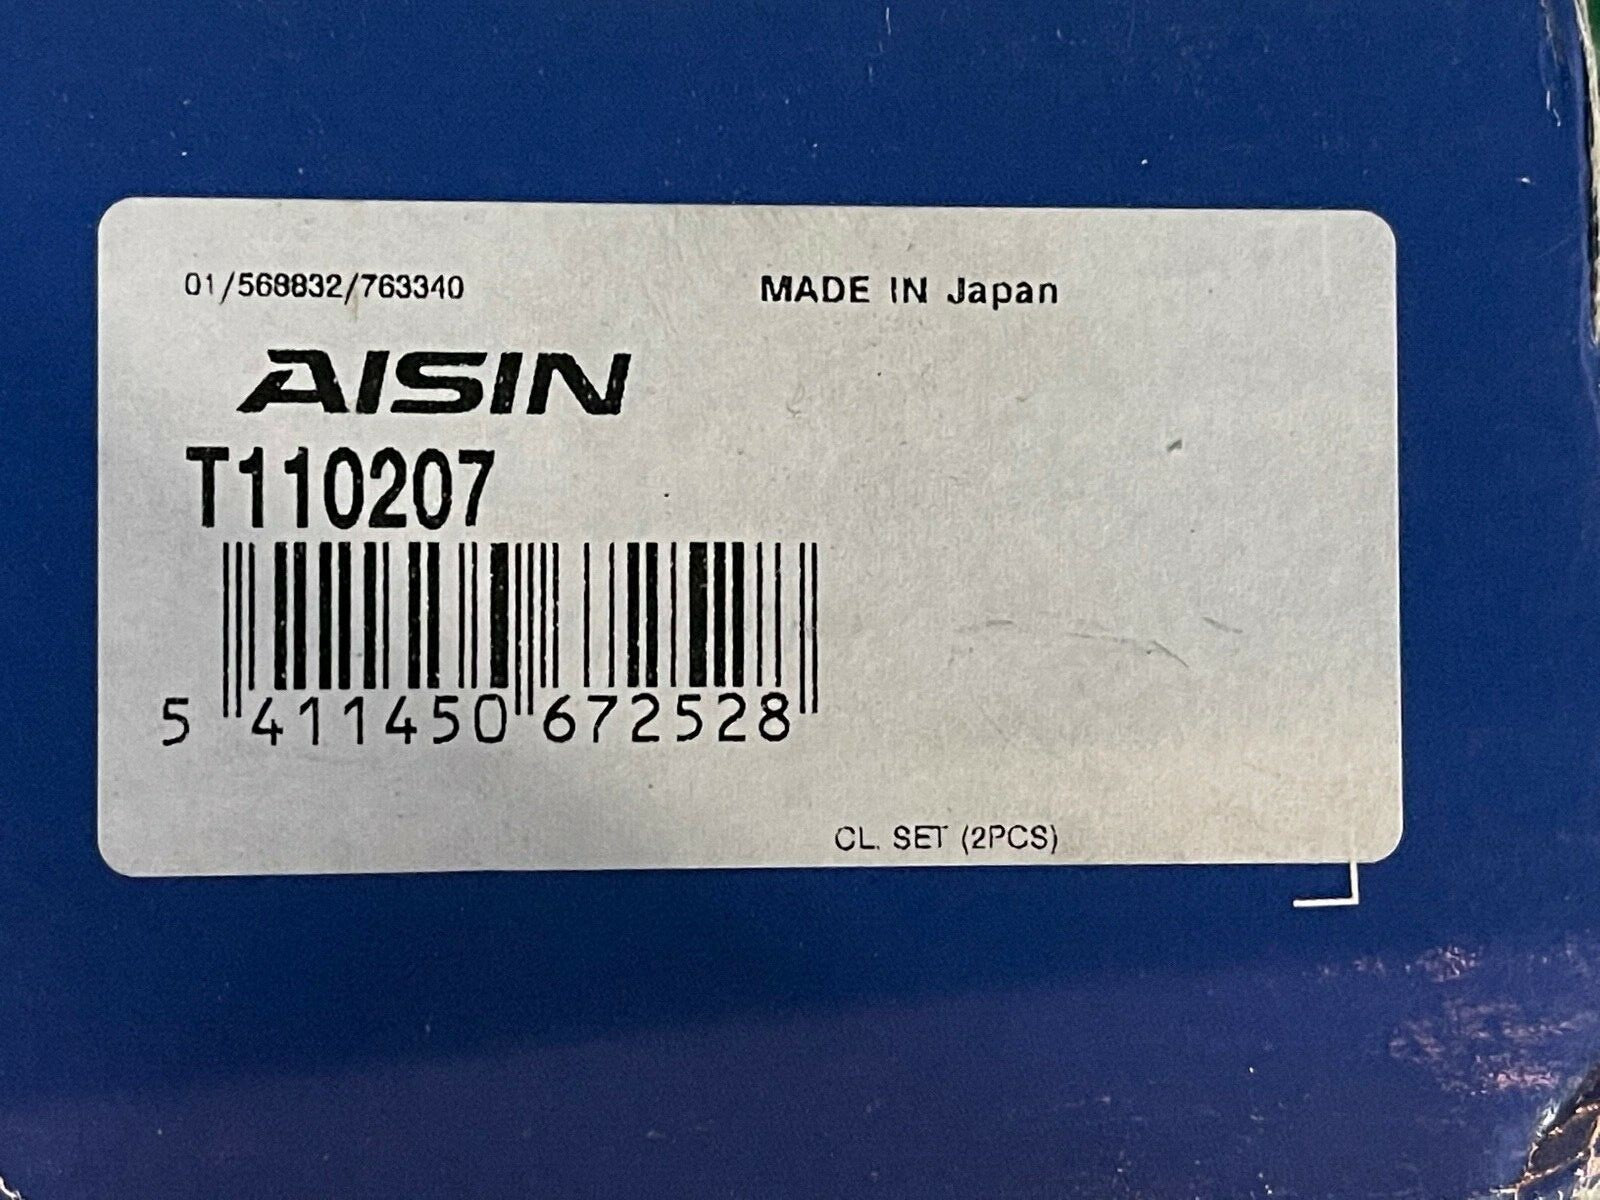 01/568832/763340
MADE IN Japan
AISIN
T110207
5 411450 672528
CL. SET (2PCS)